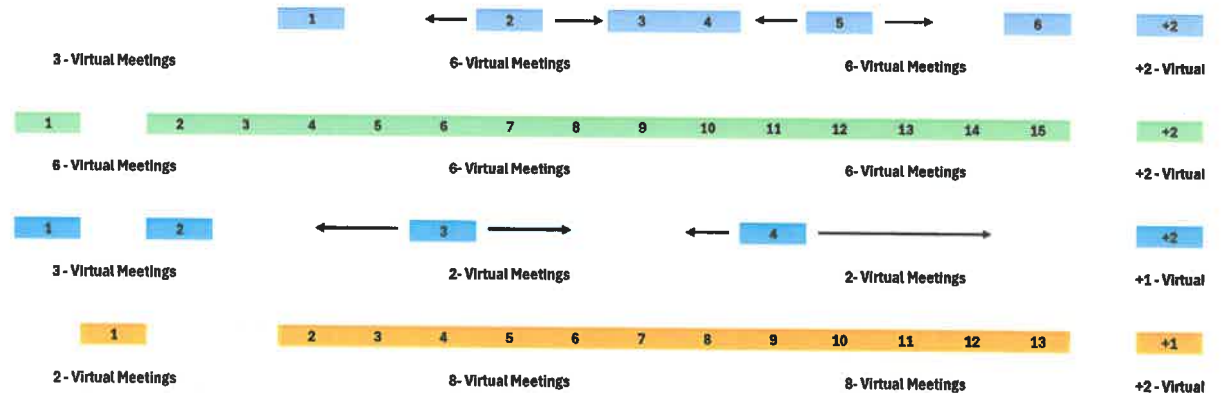 1 2 3 4 5 6 +2
3 - Virtual Meetings 6- Virtual Meetings 6- Virtual Meetings +2 - Virtual
1 2 3 4 5 6 7 8 9 10 11 12 13 14 15 +2
6 - Virtual Meetings 6- Virtual Meetings 6- Virtual Meetings +2 - Virtual
1 2 3 4 +2
3 - Virtual Meetings 2- Virtual Meetings 2- Virtual Meetings +1 - Virtual
1 2 3 4 5 6 7 8 9 10 11 12 13 +1
2 - Virtual Meetings 8- Virtual Meetings 8- Virtual Meetings +2 - Virtual